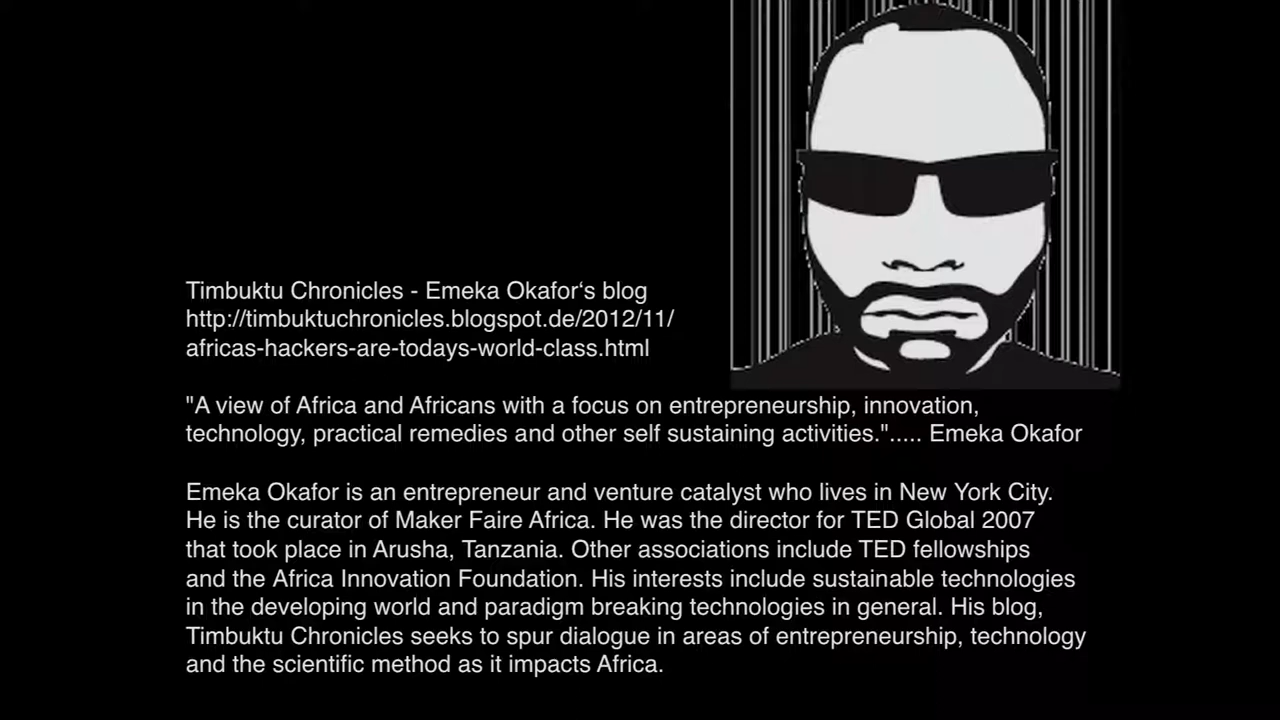 Timbuktu Chronicles - Emeka Okafor‘s blog
http://timbuktuchronicles.blogspot.de/2012/11/
africas-hackers-are-todays-world-class.html
"A view of Africa and Africans with a focus on entrepreneurship, innovation,
technology, practical remedies and other self sustaining activities."..... Emeka Okafor
Emeka Okafor is an entrepreneur and venture catalyst who lives in New York City.
He is the curator of Maker Faire Africa. He was the director for TED Global 2007
that took place in Arusha, Tanzania. Other associations include TED fellowships
and the Africa Innovation Foundation. His interests include sustainable technologies
in the developing world and paradigm breaking technologies in general. His blog,
Timbuktu Chronicles seeks to spur dialogue in areas of entrepreneurship, technology
and the scientific method as it impacts Africa.